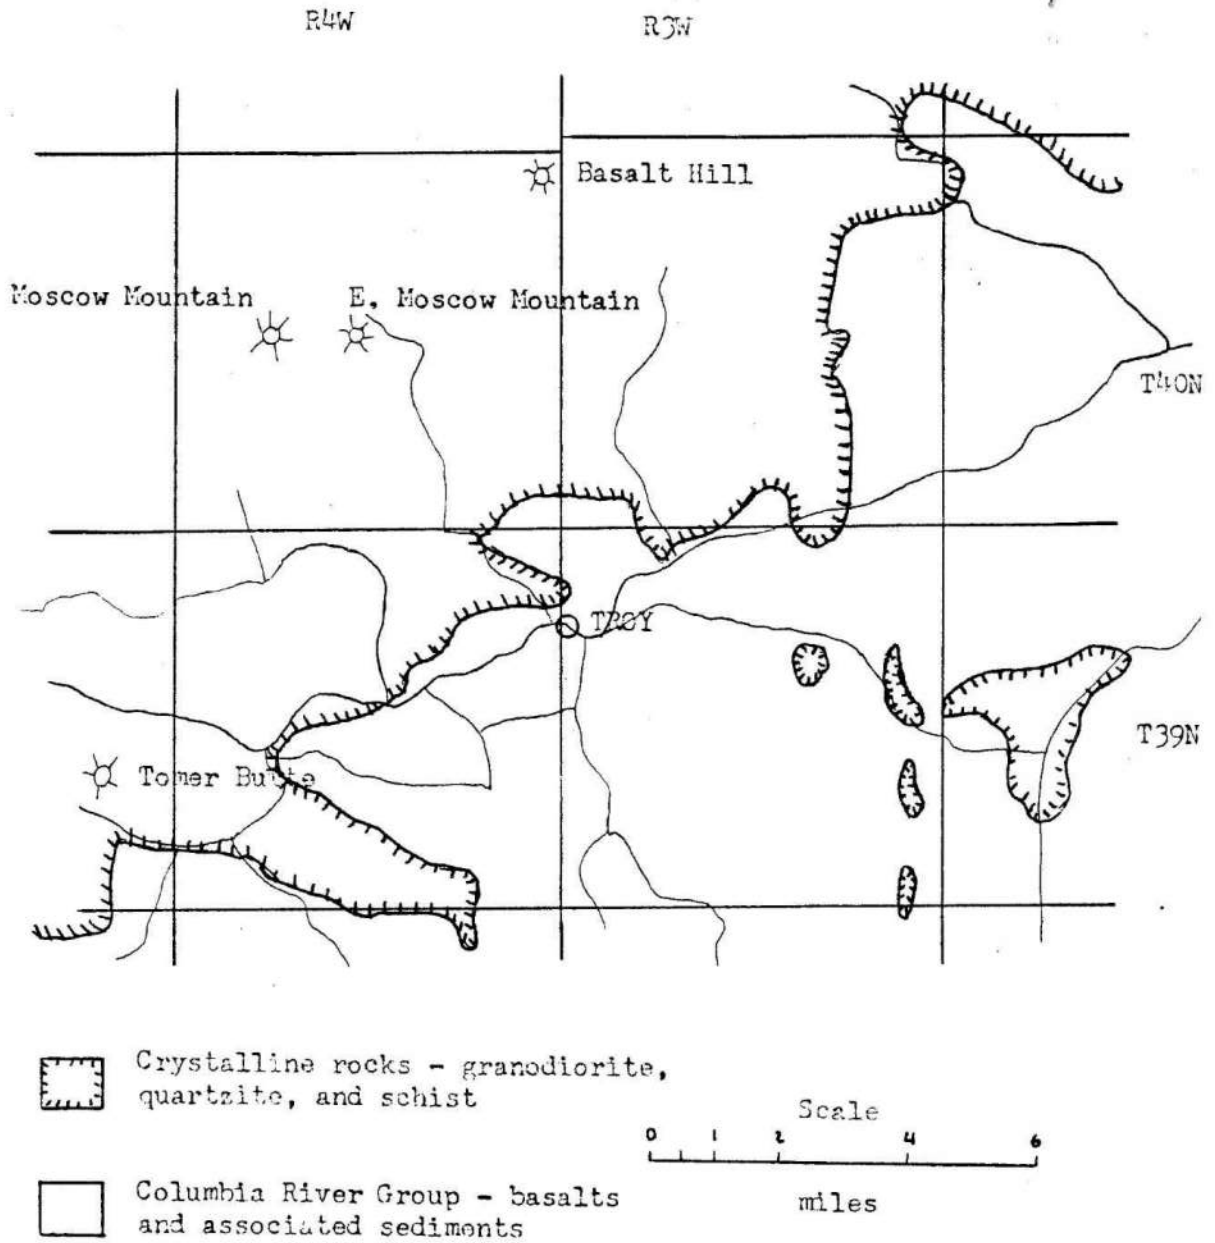 R4W
R3W
Basalt Hill
Moscow Mountain
E. Moscow Mountain
T40N
TROY
T39N
Tomer Butte
Crystalline rocks - granodiorite,
quartzite, and schist
Scale
0 1 2 4 6
miles
Columbia River Group - basalts
and associated sediments